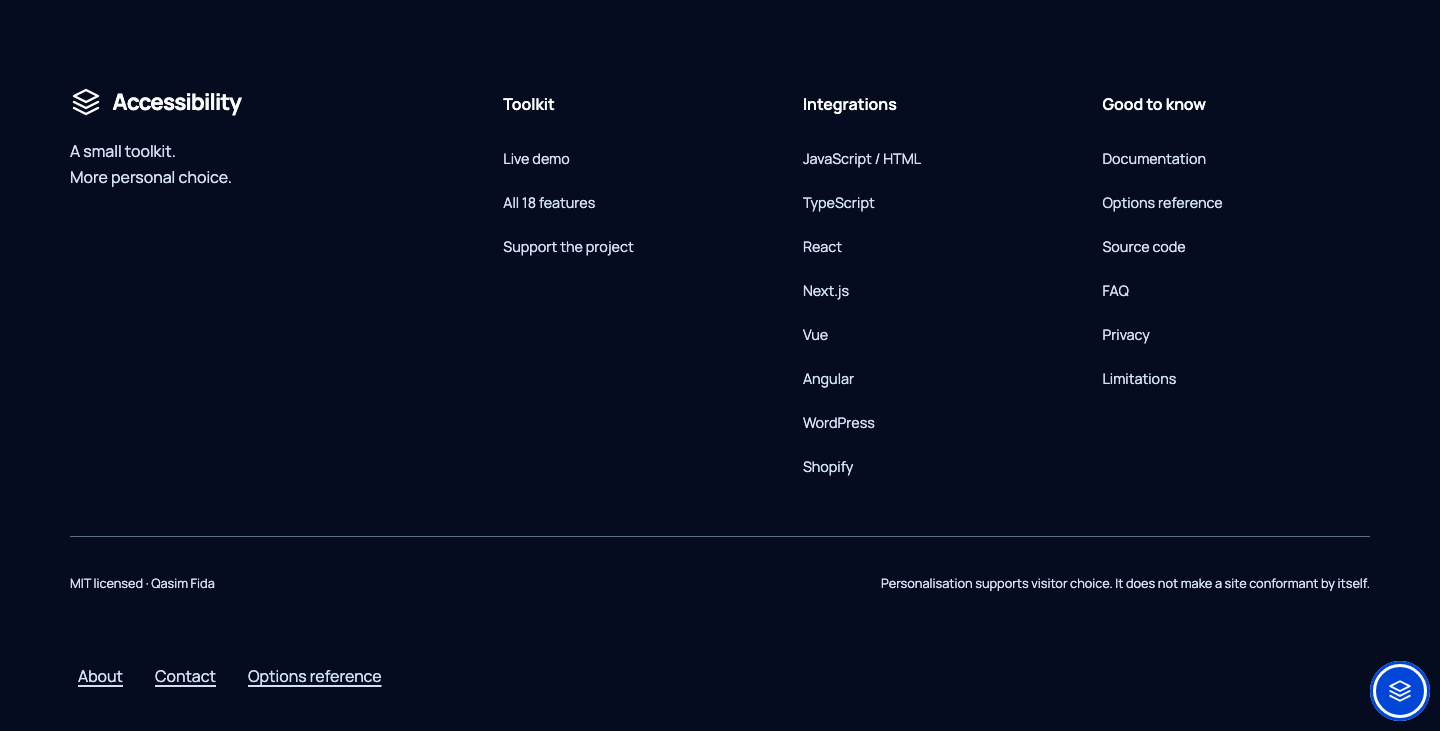 Accessibility
A small toolkit.
More personal choice.
Toolkit
Live demo
All 18 features
Support the project
Integrations
JavaScript / HTML
TypeScript
React
Next.js
Vue
Angular
WordPress
Shopify
Good to know
Documentation
Options reference
Source code
FAQ
Privacy
Limitations
MIT licensed · Qasim Fida
Personalisation supports visitor choice. It does not make a site conformant by itself.
About Contact Options reference